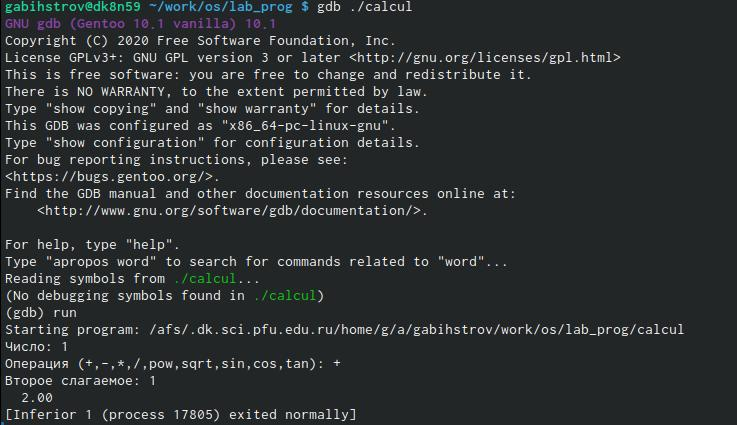 gabihstrov@dk8n59 ~/work/os/lab_prog $ gdb ./calcul
GNU gdb (Gentoo 10.1 vanilla) 10.1
Copyright (C) 2020 Free Software Foundation, Inc.
License GPLv3+: GNU GPL version 3 or later <http://gnu.org/licenses/gpl.html>
This is free software: you are free to change and redistribute it.
There is NO WARRANTY, to the extent permitted by law.
Type "show copying" and "show warranty" for details.
This GDB was configured as "x86_64-pc-linux-gnu".
Type "show configuration" for configuration details.
For bug reporting instructions, please see:
<https://bugs.gentoo.org/>.
Find the GDB manual and other documentation resources online at:
    <http://www.gnu.org/software/gdb/documentation/>.

For help, type "help".
Type "apropos word" to search for commands related to "word"...
Reading symbols from ./calcul...
(No debugging symbols found in ./calcul)
(gdb) run
Starting program: /afs/.dk.sci.pfu.edu.ru/home/g/a/gabihstrov/work/os/lab_prog/calcul
Число: 1
Операция (+,-,*,/,pow,sqrt,sin,cos,tan): +
Второе слагаемое: 1
  2.00
[Inferior 1 (process 17805) exited normally]